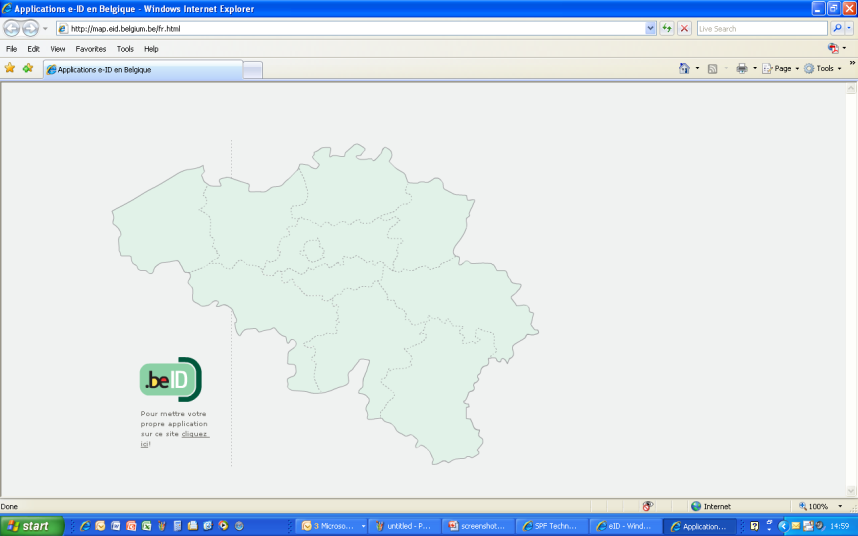 Applications e-ID en Belgique - Windows Internet Explorer
http://map.eid.belgium.be/fr.html
Live Search
File Edit View Favorites Tools Help
Applications e-ID en Belgique
Page Tools
.beID
Pour mettre votre
propre application
sur ce site cliquez
ici!
Done
Internet
100%
start
3 Microso...
untitled - P...
screenshot...
SPF Techn...
eID - Wind...
Application...
14:59